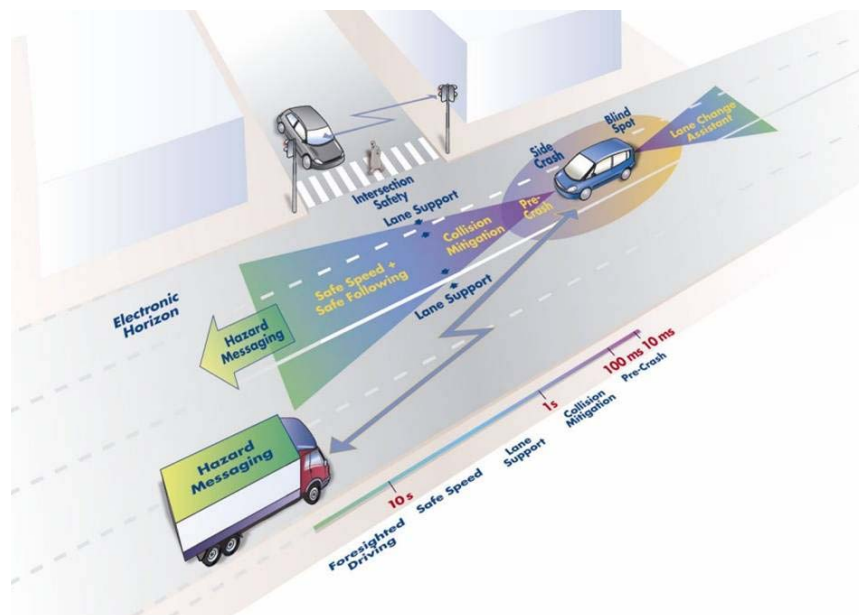 Blind
Spot
Side
Crash
Lane Change
Assistant
Intersection
Safety
Lane Support
Pre-
Crash
Collision
Mitigation
Safe Speed +
Safe Following
Lane Support
Electronic
Horizon
Hazard
Messaging
Hazard
Messaging
10 s
1s
100 ms
10 ms
Foresighted
Driving
Safe Speed
Lane
Support
Collision
Mitigation
Pre-Crash